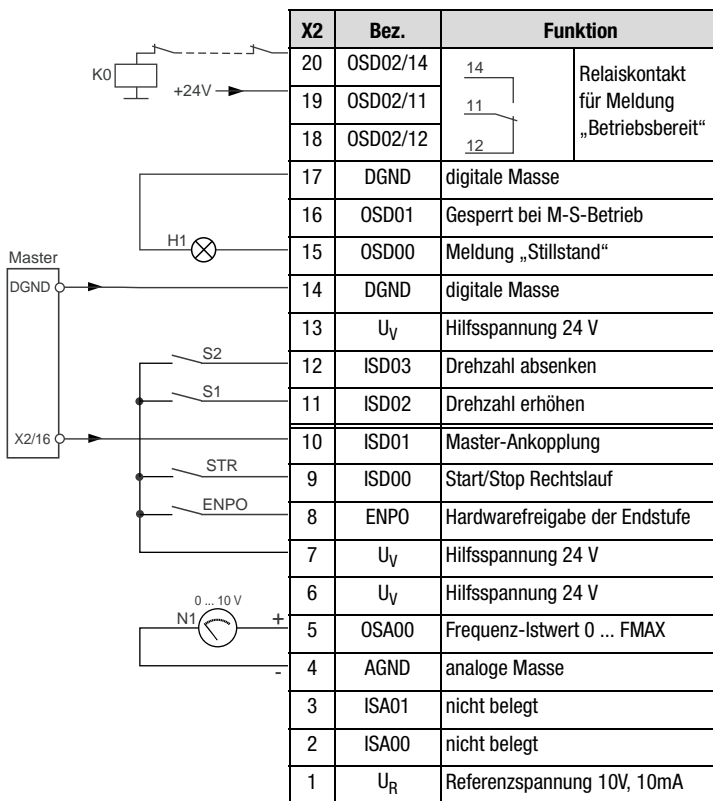 X2 Bez. Funktion
20 OSD02/14
19 OSD02/11
18 OSD02/12
14
11
12
Relaiskontakt
für Meldung
„Betriebsbereit“
17 DGND digitale Masse
16 OSD01 Gesperrt bei M-S-Betrieb
15 OSD00 Meldung „Stillstand“
14 DGND digitale Masse
13 UV Hilfsspannung 24 V
12 ISD03 Drehzahl absenken
11 ISD02 Drehzahl erhöhen
10 ISD01 Master-Ankopplung
9 ISD00 Start/Stop Rechtslauf
8 ENPO Hardwarefreigabe der Endstufe
7 UV Hilfsspannung 24 V
6 UV Hilfsspannung 24 V
5 OSA00 Frequenz-Istwert 0 ... FMAX
4 AGND analoge Masse
3 ISA01 nicht belegt
2 ISA00 nicht belegt
1 UR Referenzspannung 10V, 10mA
K0
+24V
H1
Master
DGND
S2
S1
X2/16
STR
ENPO
0 ... 10 V
N1
+
-